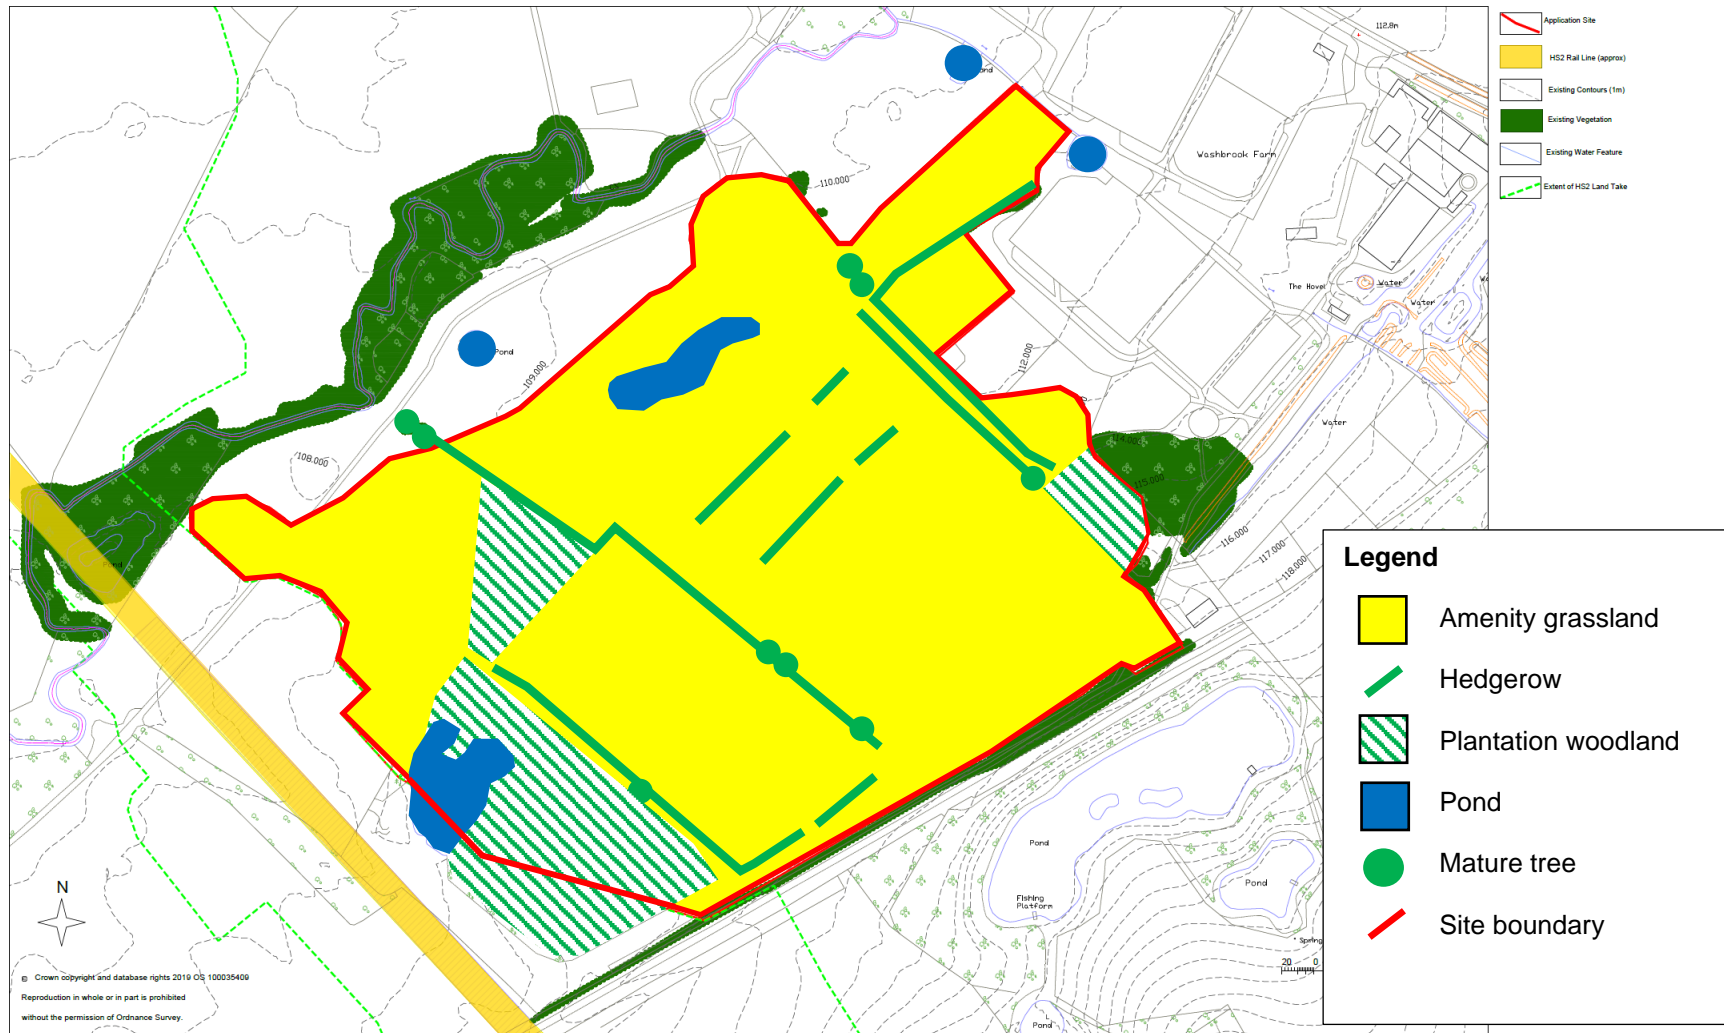 112.8m
Application Site
HS2 Rail Line (approx)
Existing Contours (1m)
Existing Vegetation
Existing Water Feature
Extent of HS2 Land Take
Pond
Washbrook Farm
110.000
The Hovel
Water
Water
Pond
109.000
112.000
Water
108.000
114.000
115.000
116.000
117.000
118.000
Pond
Legend
Amenity grassland
Hedgerow
Plantation woodland
Pond
Mature tree
Site boundary
Pond
Pond
Fishing
Platform
Spring
20 0
Pond
N
© Crown copyright and database rights 2019 OS 100035409
Reproduction in whole or in part is prohibited
without the permission of Ordnance Survey.